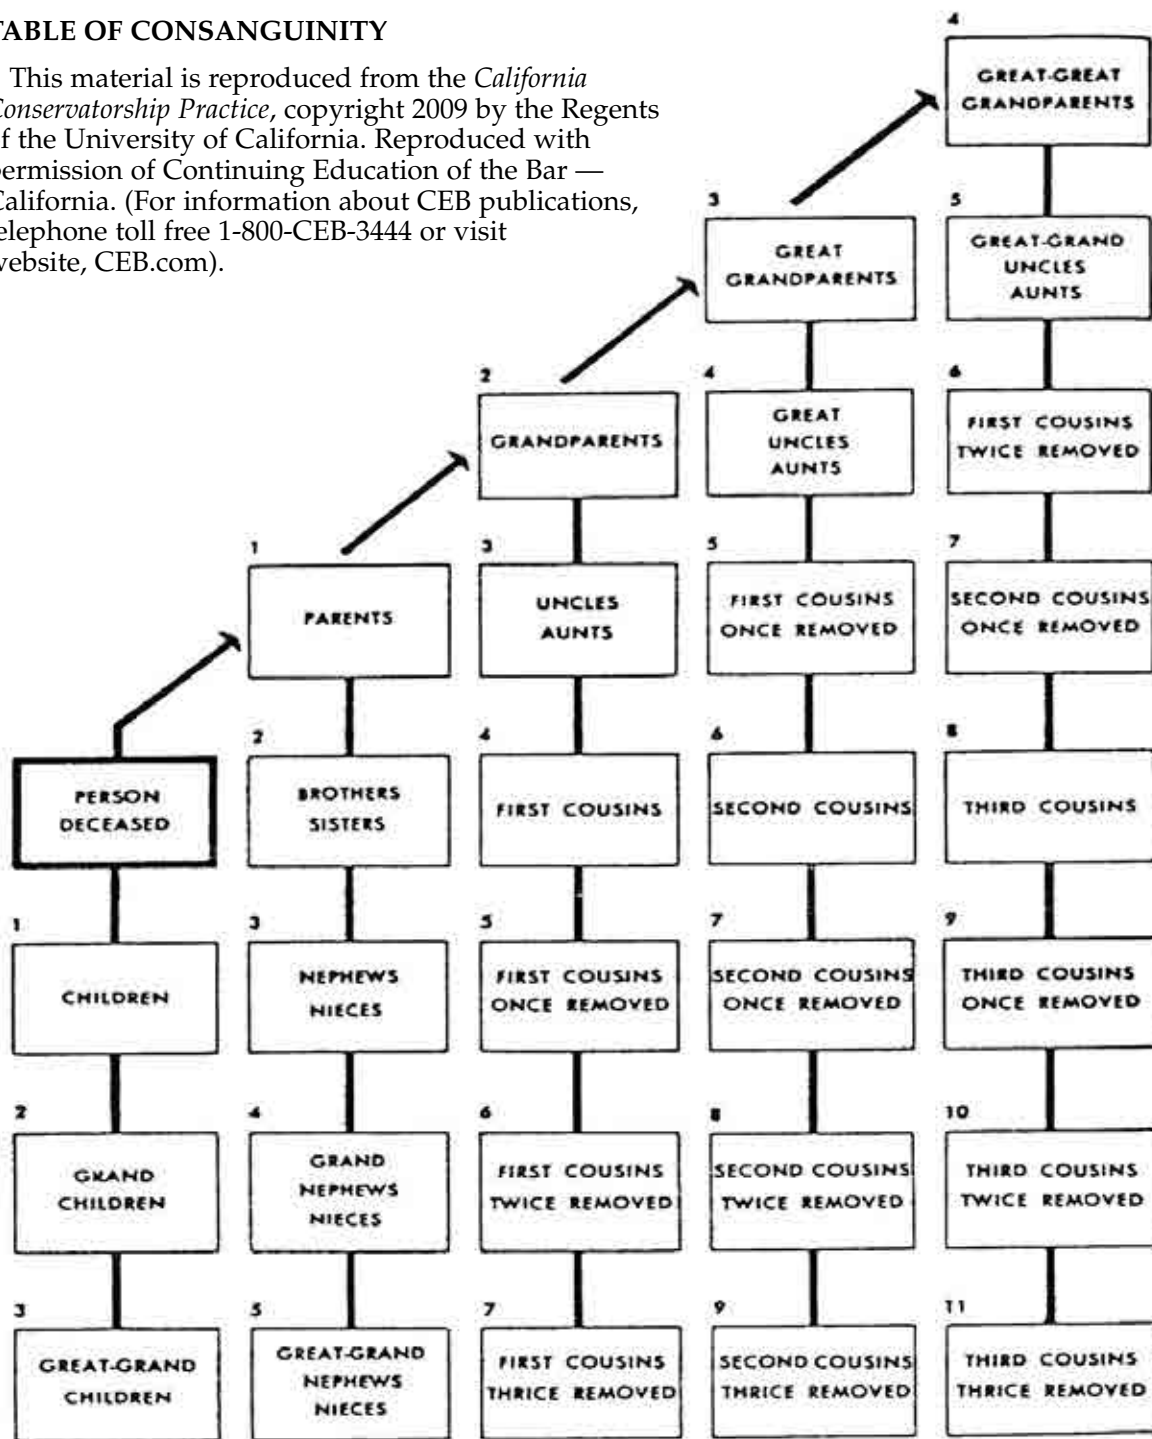 TABLE OF CONSANGUINITY
This material is reproduced from the California
Conservatorship Practice, copyright 2009 by the Regents
of the University of California. Reproduced with
permission of Continuing Education of the Bar —
California. (For information about CEB publications,
telephone toll free 1-800-CEB-3444 or visit
website, CEB.com).
PERSON
DECEASED
1
CHILDREN
2
GRAND
CHILDREN
3
GREAT-GRAND
CHILDREN
1
PARENTS
2
BROTHERS
SISTERS
3
NEPHEWS
NIECES
4
GRAND
NEPHEWS
NIECES
5
GREAT-GRAND
NEPHEWS
NIECES
2
GRANDPARENTS
3
UNCLES
AUNTS
4
FIRST COUSINS
5
FIRST COUSINS
ONCE REMOVED
6
FIRST COUSINS
TWICE REMOVED
7
FIRST COUSINS
THRICE REMOVED
3
GREAT
GRANDPARENTS
4
GREAT
UNCLES
AUNTS
5
FIRST COUSINS
ONCE REMOVED
6
SECOND COUSINS
7
SECOND COUSINS
ONCE REMOVED
8
SECOND COUSINS
TWICE REMOVED
9
SECOND COUSINS
THRICE REMOVED
4
GREAT-GREAT
GRANDPARENTS
5
GREAT-GRAND
UNCLES
AUNTS
6
FIRST COUSINS
TWICE REMOVED
7
SECOND COUSINS
ONCE REMOVED
8
THIRD COUSINS
9
THIRD COUSINS
ONCE REMOVED
10
THIRD COUSINS
TWICE REMOVED
11
THIRD COUSINS
THRICE REMOVED